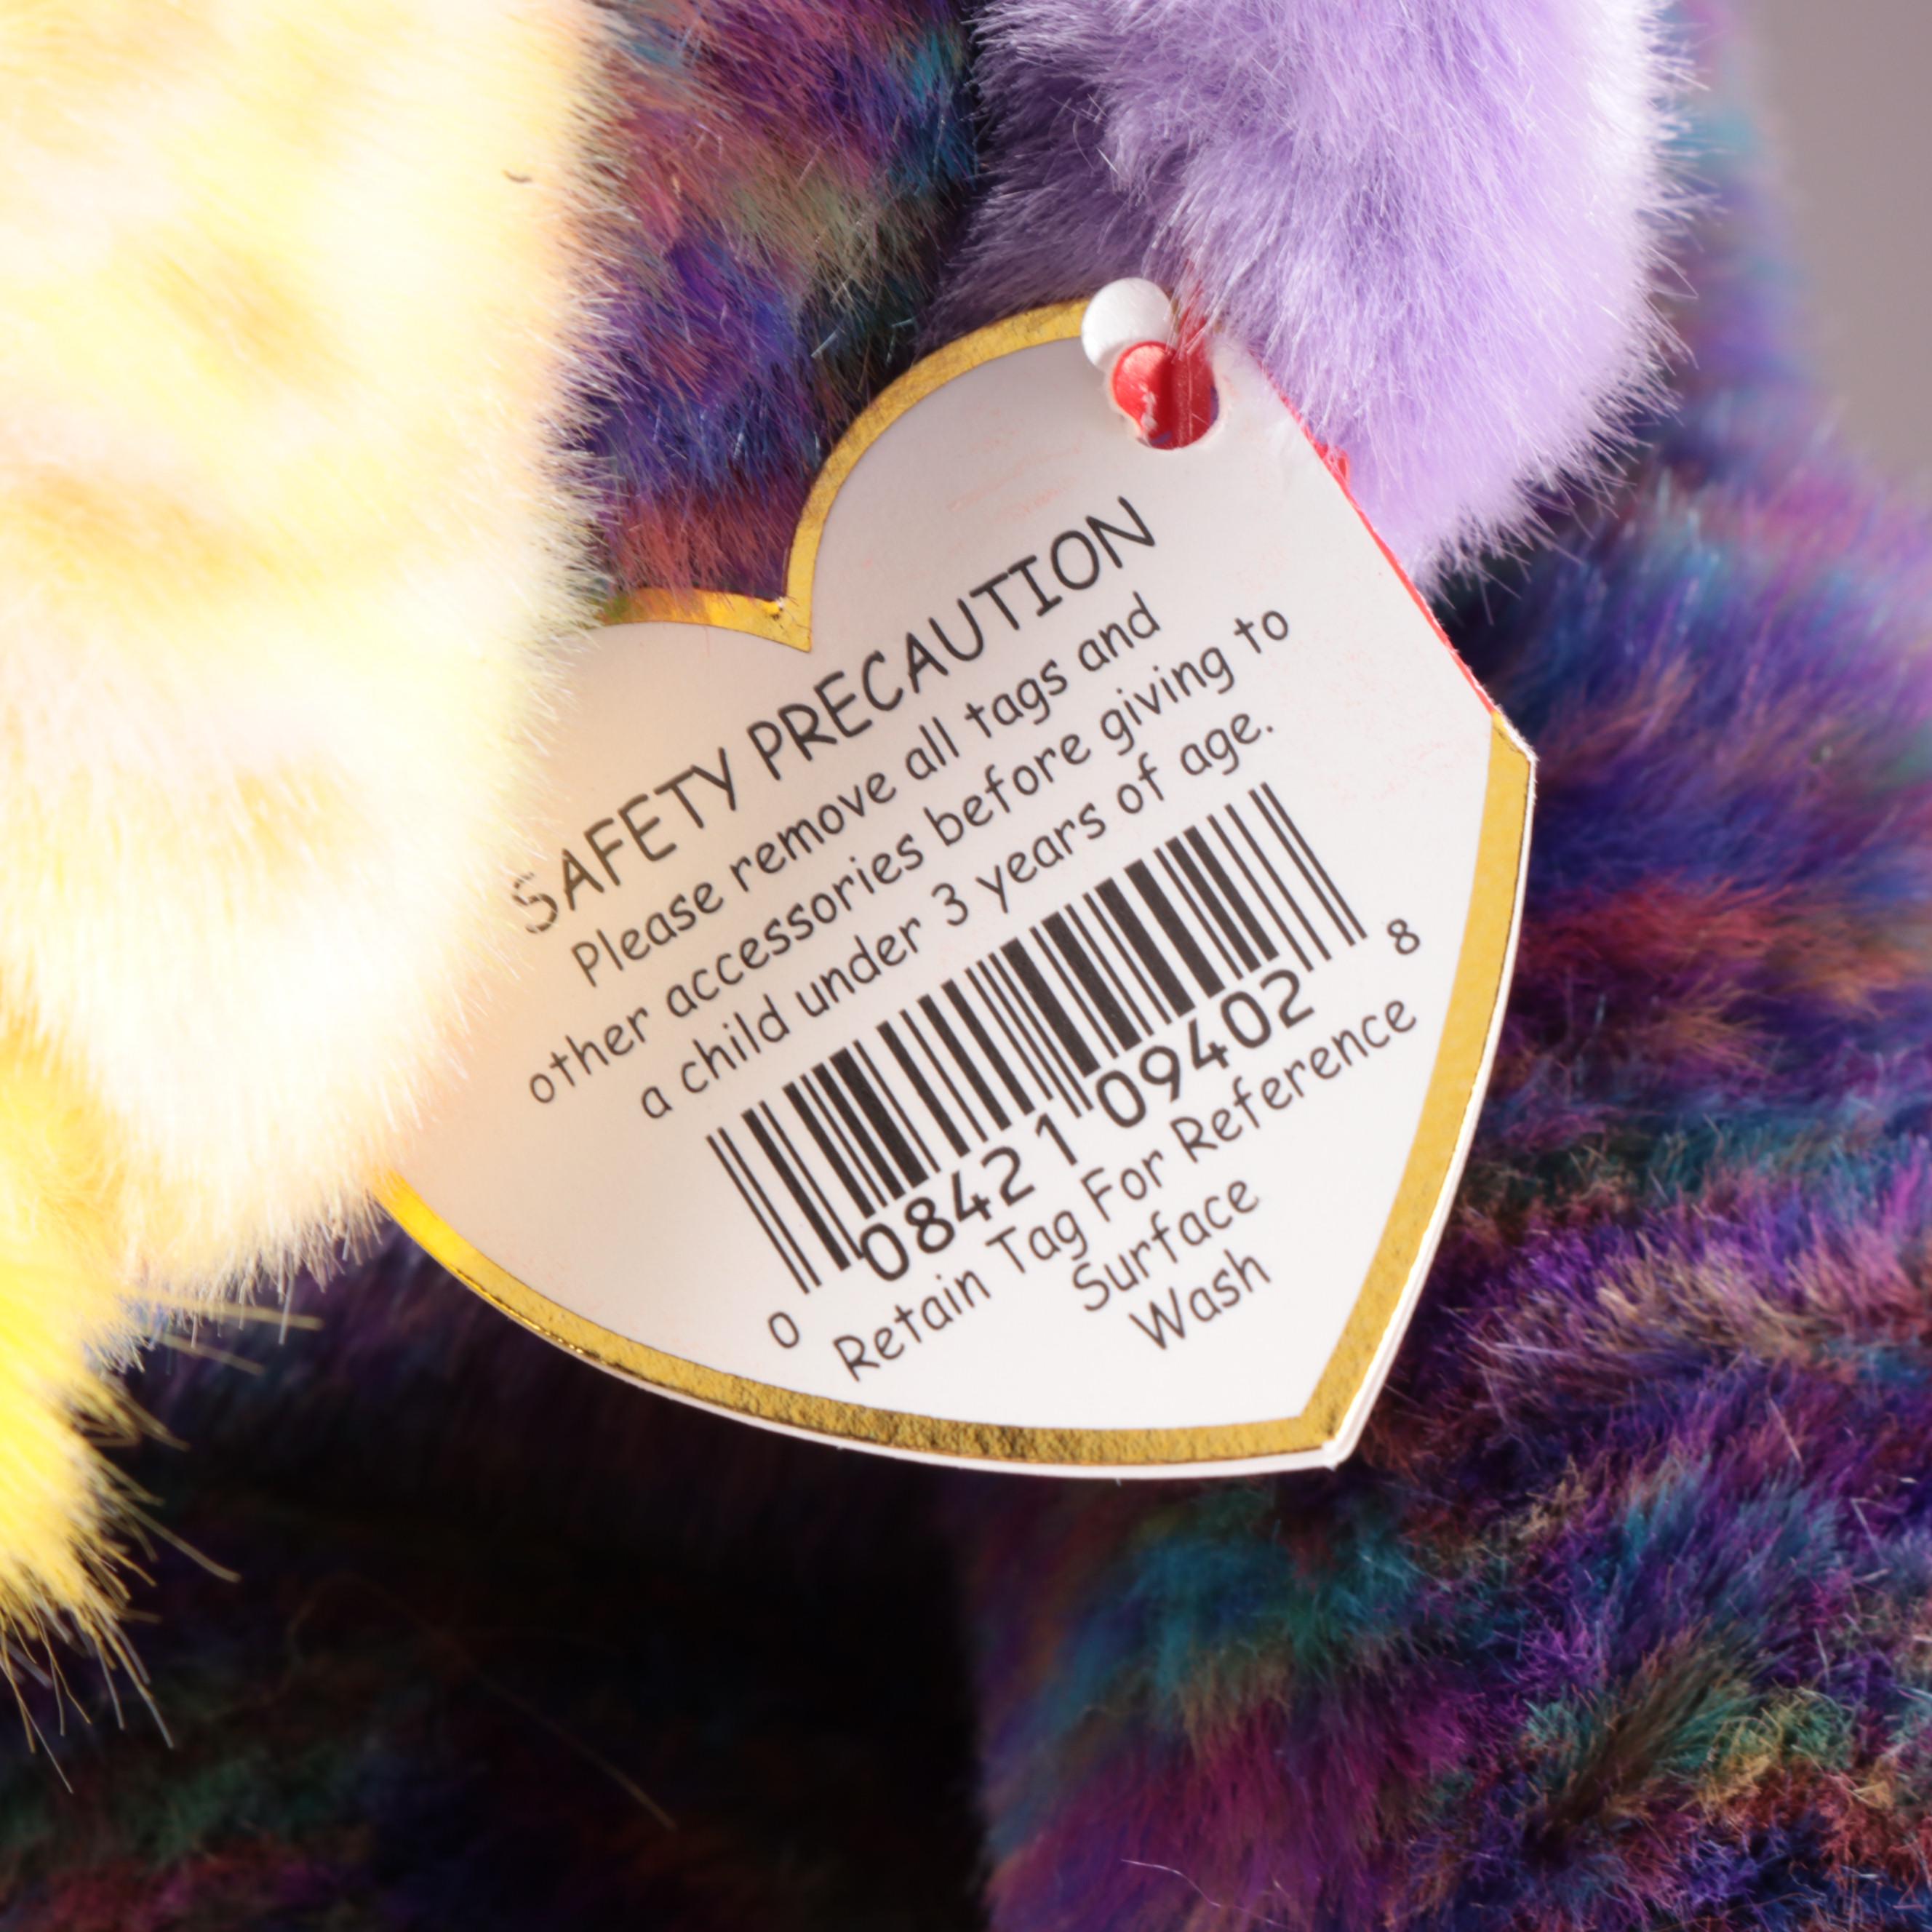 SAFETY PRECAUTION
Please remove all tags and
other accessories before giving to
a child under 3 years of age.
0 08421 09402 8
Retain Tag For Reference
Surface
Wash